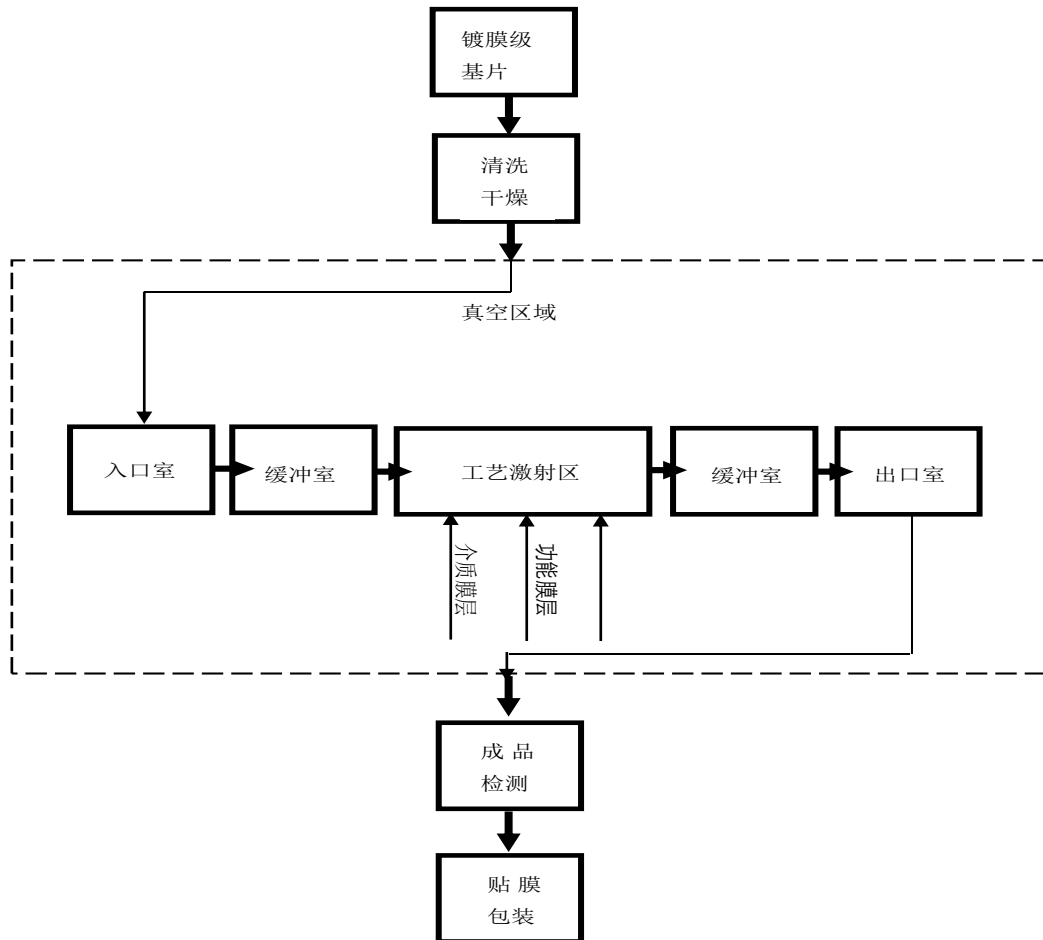 镀膜级
基片
清洗
干燥
真空区域
入口室
缓冲室
工艺溅射区
缓冲室
出口室
介质膜层
功能膜层
成 品
检测
贴 膜
包装